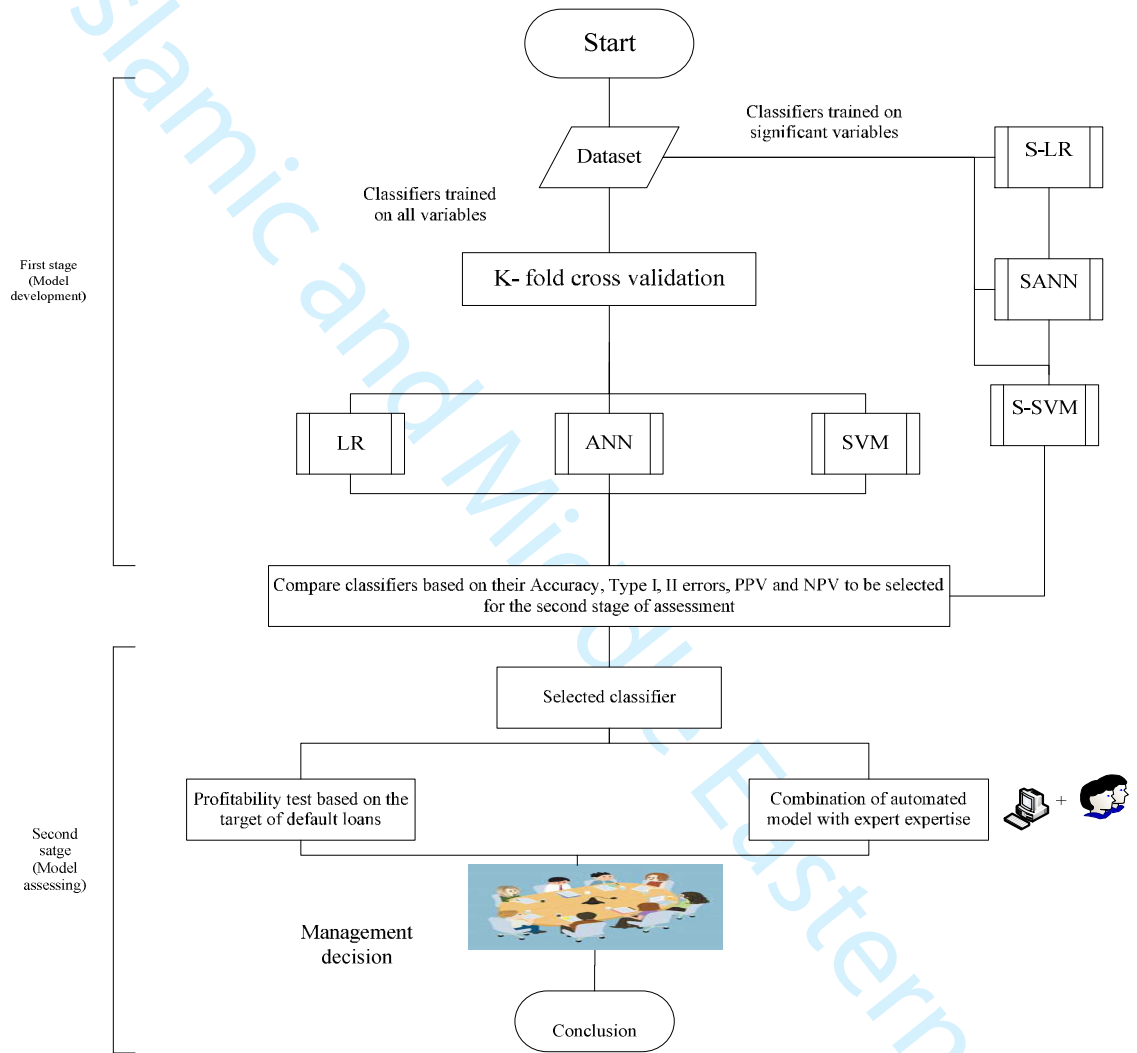 Start
Classifiers trained on
significant variables
Dataset
S-LR
Classifiers trained
on all variables
K- fold cross validation
First stage
(Model
development)
SANN
S-SVM
LR
ANN
SVM
Compare classifiers based on their Accuracy, Type I, II errors, PPV and NPV to be selected
for the second stage of assessment
Selected classifier
Profitability test based on the
target of default loans
Combination of automated
model with expert expertise
+
Second
satge
(Model
assessing)
Management
decision
Conclusion
slamic and Middle Eastern